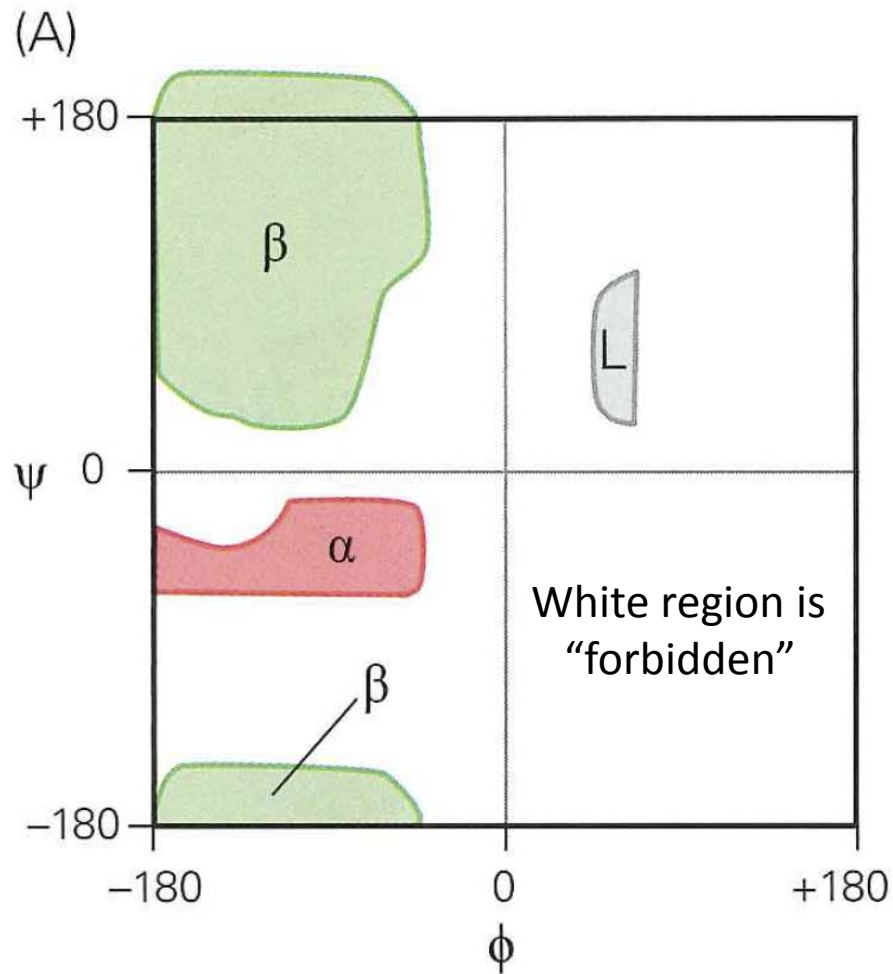 (A)
+180
β
L
ψ 0
α
White region is
“forbidden”
β
−180
−180 0 +180
ϕ